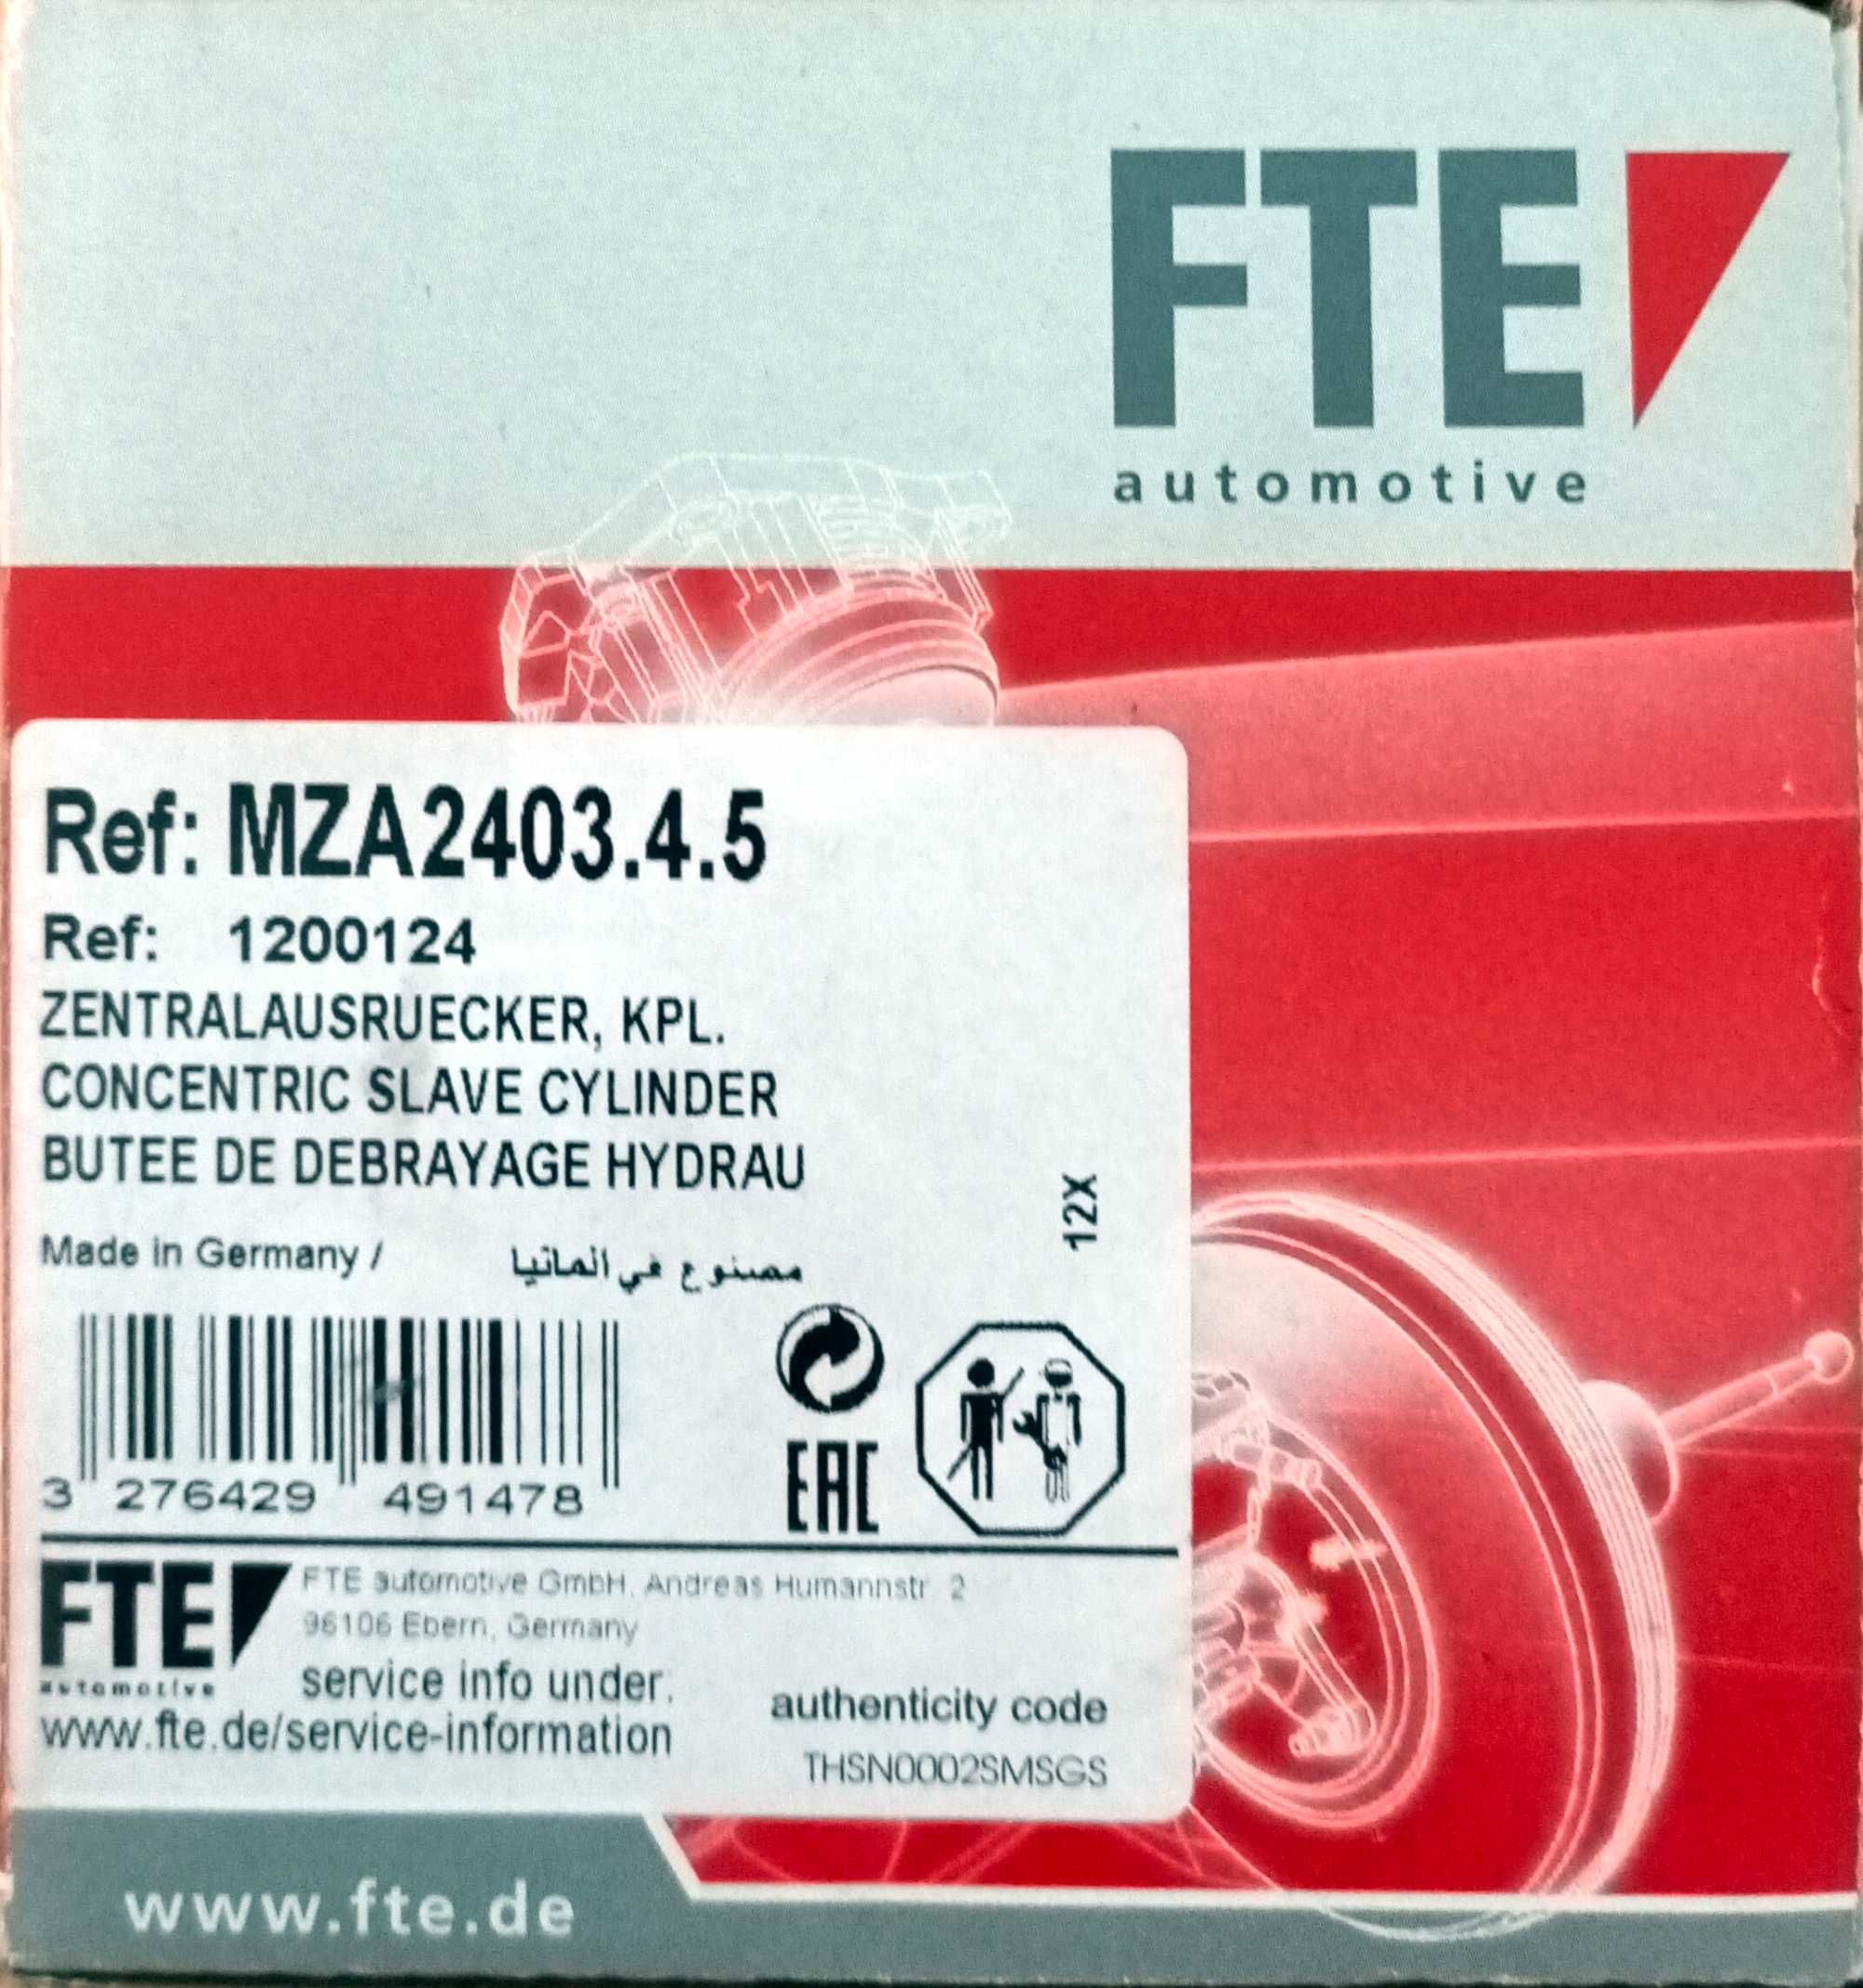 FTE
automotive
Ref: MZA2403.4.5
Ref: 1200124
ZENTRALAUSRUECKER, KPL.
CONCENTRIC SLAVE CYLINDER
BUTEE DE DEBRAYAGE HYDRAU
12X
Made in Germany / مصنوع في المانيا
3 276429 491478
EAC
FTE
automotive
FTE automotive GmbH, Andreas Humannstr. 2
96106 Ebern, Germany
service info under.
www.fte.de/service-information
authenticity code
THSN0002SMSGS
www.fte.de